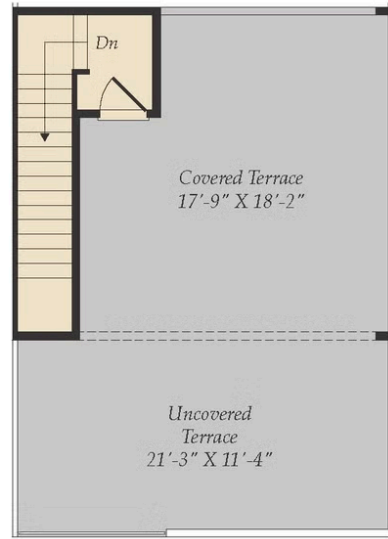 Dn
Covered Terrace
17'-9" X 18'-2"
Uncovered
Terrace
21'-3" X 11'-4"